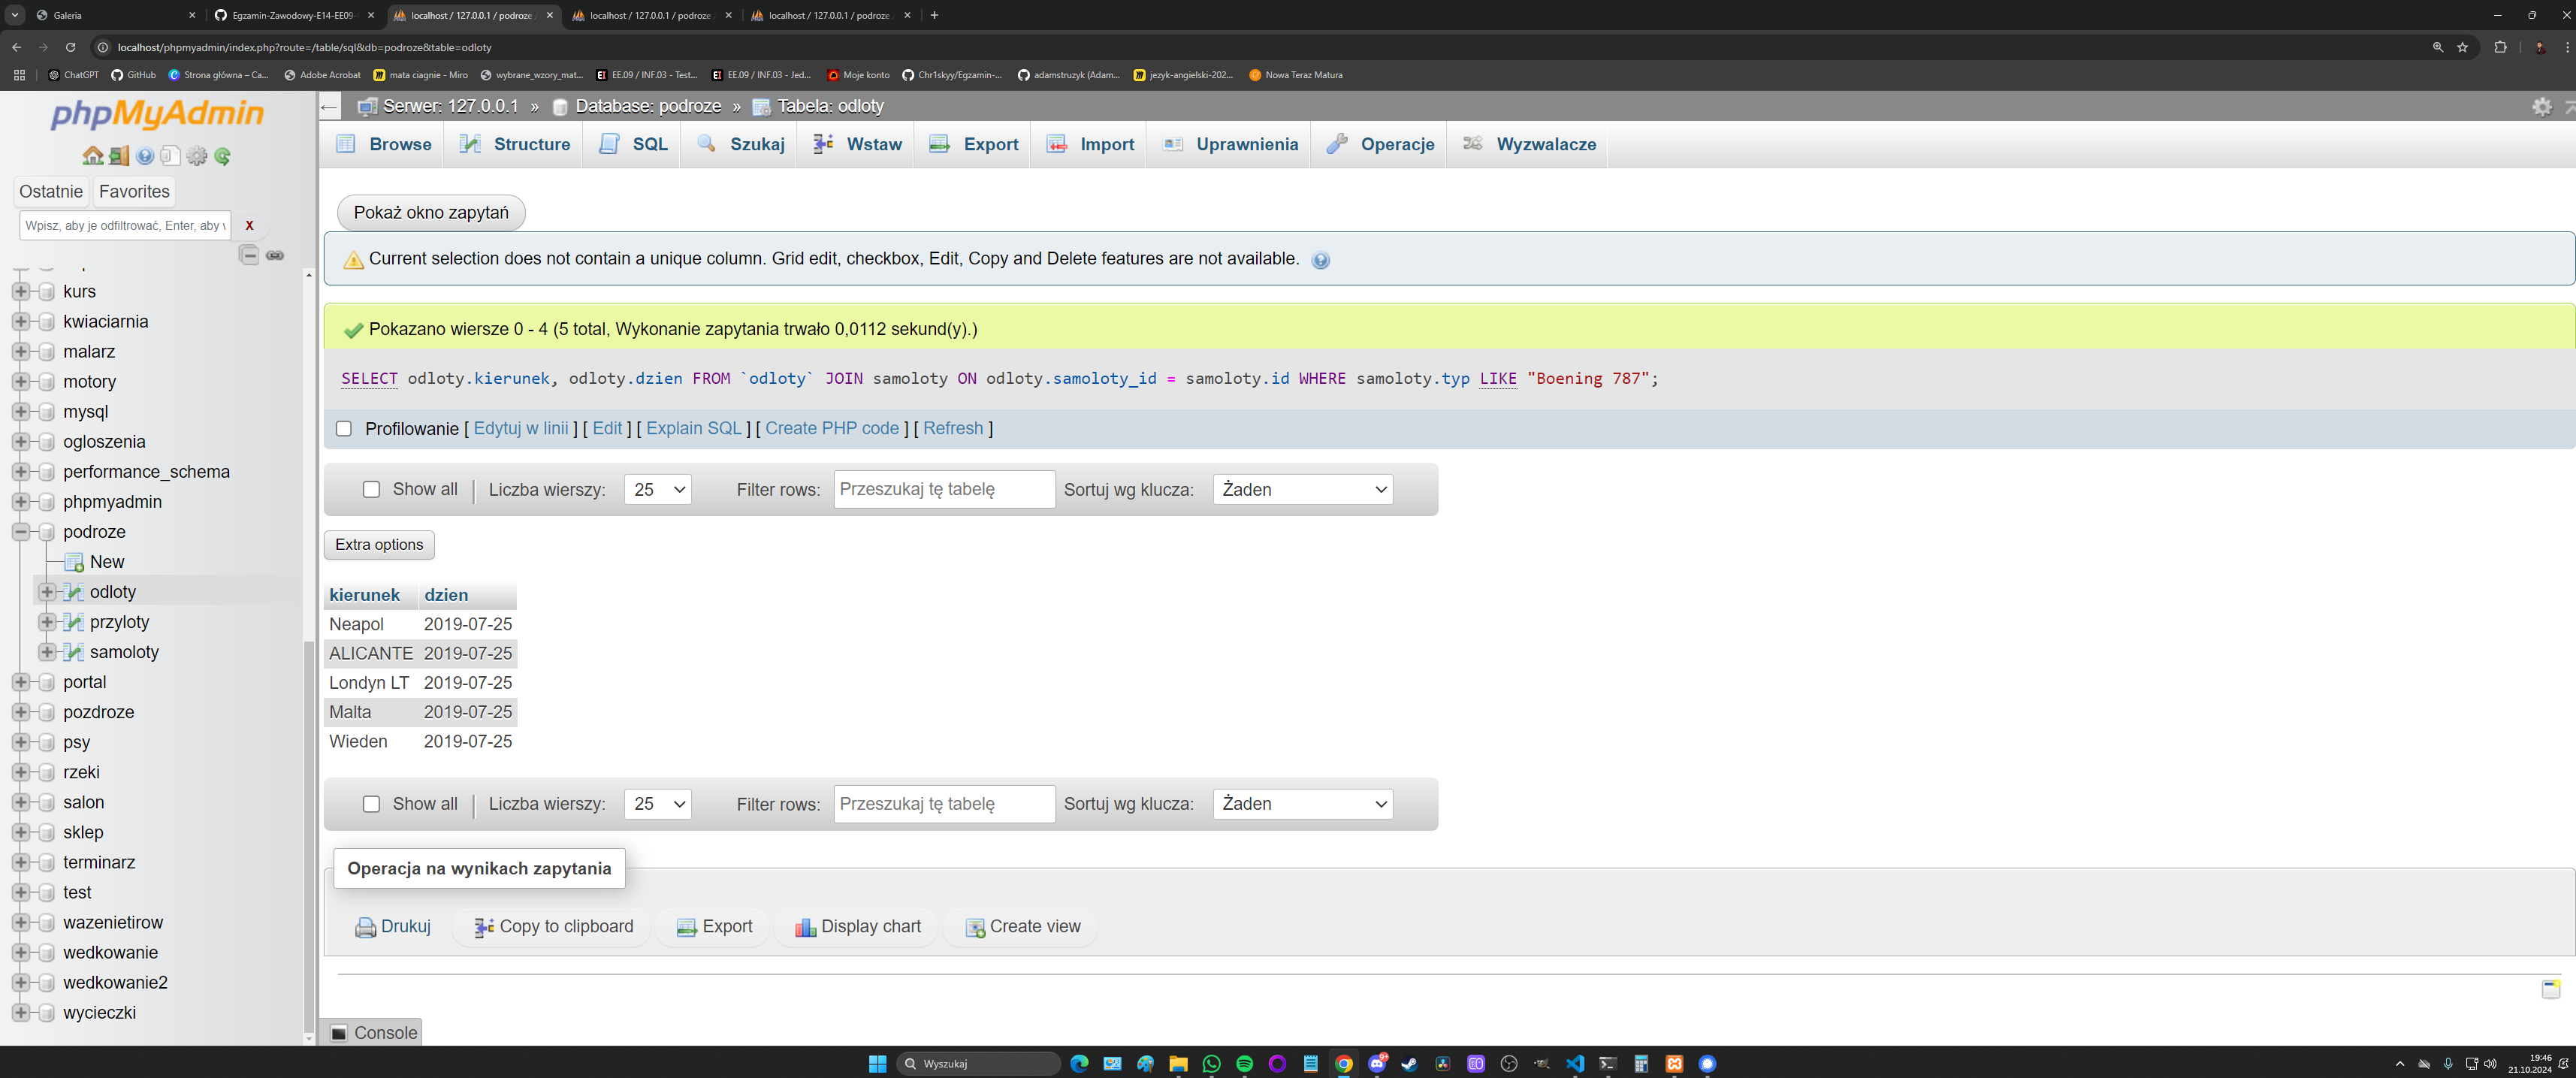 Galeria
Egzamin-Zawodowy-E14-EE09-
localhost / 127.0.0.1 / podroze
localhost / 127.0.0.1 / podroze
localhost / 127.0.0.1 / podroze
localhost/phpmyadmin/index.php?route=/table/sql&db=podroze&table=odloty
ChatGPT
GitHub
Strona główna – Ca...
Adobe Acrobat
mata ciagnie - Miro
wybrane_wzory_mat...
EE.09 / INF.03 - Test...
EE.09 / INF.03 - Jed...
Moje konto
Chr1skyy/Egzamin-...
adamstruzyk (Adam...
jezyk-angielski-202...
Nowa Teraz Matura
phpMyAdmin
Ostatnie
Favorites
Wpisz, aby je odfiltrować, Enter, aby
X
kurs
kwiaciarnia
malarz
motory
mysql
ogloszenia
performance_schema
phpmyadmin
podroze
New
odloty
przyloty
samoloty
portal
pozdroze
psy
rzeki
salon
sklep
terminarz
test
wazenietirow
wedkowanie
wedkowanie2
wycieczki
Serwer: 127.0.0.1 » Database: podroze » Tabela: odloty
Browse
Structure
SQL
Szukaj
Wstaw
Export
Import
Uprawnienia
Operacje
Wyzwalacze
Pokaż okno zapytań
Current selection does not contain a unique column. Grid edit, checkbox, Edit, Copy and Delete features are not available.
Pokazano wiersze 0 - 4 (5 total, Wykonanie zapytania trwało 0,0112 sekund(y).)
SELECT odloty.kierunek, odloty.dzien FROM `odloty` JOIN samoloty ON odloty.samoloty_id = samoloty.id WHERE samoloty.typ LIKE "Boening 787";
Profilowanie [ Edytuj w linii ] [ Edit ] [ Explain SQL ] [ Create PHP code ] [ Refresh ]
Show all
Liczba wierszy:
25
Filter rows:
Przeszukaj tę tabelę
Sortuj wg klucza:
Żaden
Extra options
kierunek dzien
Neapol 2019-07-25
ALICANTE 2019-07-25
Londyn LT 2019-07-25
Malta 2019-07-25
Wieden 2019-07-25
Show all
Liczba wierszy:
25
Filter rows:
Przeszukaj tę tabelę
Sortuj wg klucza:
Żaden
Operacja na wynikach zapytania
Drukuj
Copy to clipboard
Export
Display chart
Create view
Console
Wyszukaj
9+
19:46
21.10.2024